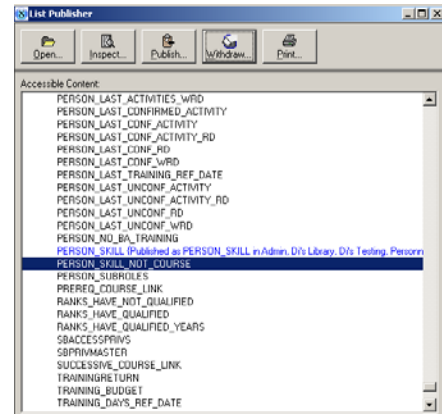 List Publisher
Open... Inspect... Publish... Withdraw... Print...
Accessible Content:
PERSON_LAST_ACTIVITIES_WRD
PERSON_LAST_CONFIRMED_ACTIVITY
PERSON_LAST_CONF_ACTIVITY
PERSON_LAST_CONF_ACTIVITY_RD
PERSON_LAST_CONF_RD
PERSON_LAST_CONF_WRD
PERSON_LAST_TRAINING_REF_DATE
PERSON_LAST_UNCONF_ACTIVITY
PERSON_LAST_UNCONF_ACTIVITY_RD
PERSON_LAST_UNCONF_RD
PERSON_LAST_UNCONF_WRD
PERSON_NO_BA_TRAINING
PERSON_SKILL (Published as PERSON_SKILL in Admin, Di's Library, Di's Testing, Personn
PERSON_SKILL_NOT_COURSE
PERSON_SUBROLES
PREREQ_COURSE_LINK
RANKS_HAVE_NOT_QUALIFIED
RANKS_HAVE_QUALIFIED
RANKS_HAVE_QUALIFIED_YEARS
SBACCESSPRIVS
SBPRIVMASTER
SUCCESSIVE_COURSE_LINK
TRAININGRETURN
TRAINING_BUDGET
TRAINING_DAYS_REF_DATE